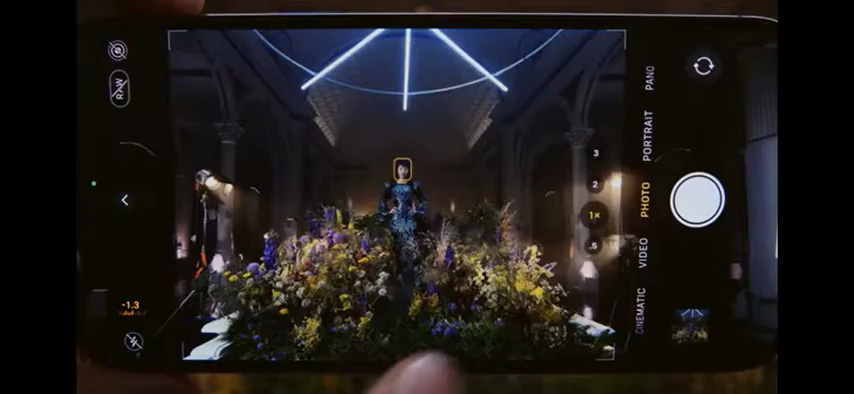 RAW
-1.3
3
2
1×
.5
PANO
PORTRAIT
PHOTO
VIDEO
CINEMATIC